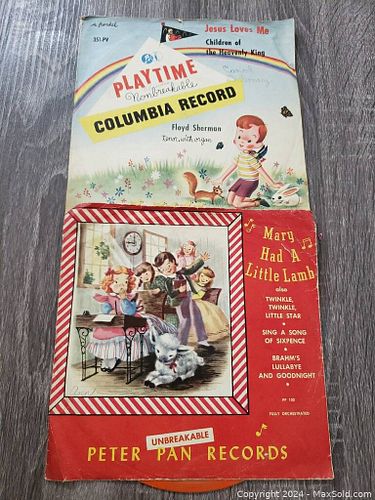 351-PV
Jesus Loves Me
Children of
the Heavenly King
PLAYTIME
Nonbreakable
COLUMBIA RECORD
Floyd Sherman
tenor, with organ
Mary
Had A
Little Lamb
also
TWINKLE,
TWINKLE,
LITTLE STAR
SING A SONG
OF SIXPENCE
BRAHM'S
LULLABYE
AND GOODNIGHT
PP 100
FULLY ORCHESTRATED
UNBREAKABLE
PETER PAN RECORDS
Copyright © 2024 - MaxSold.com